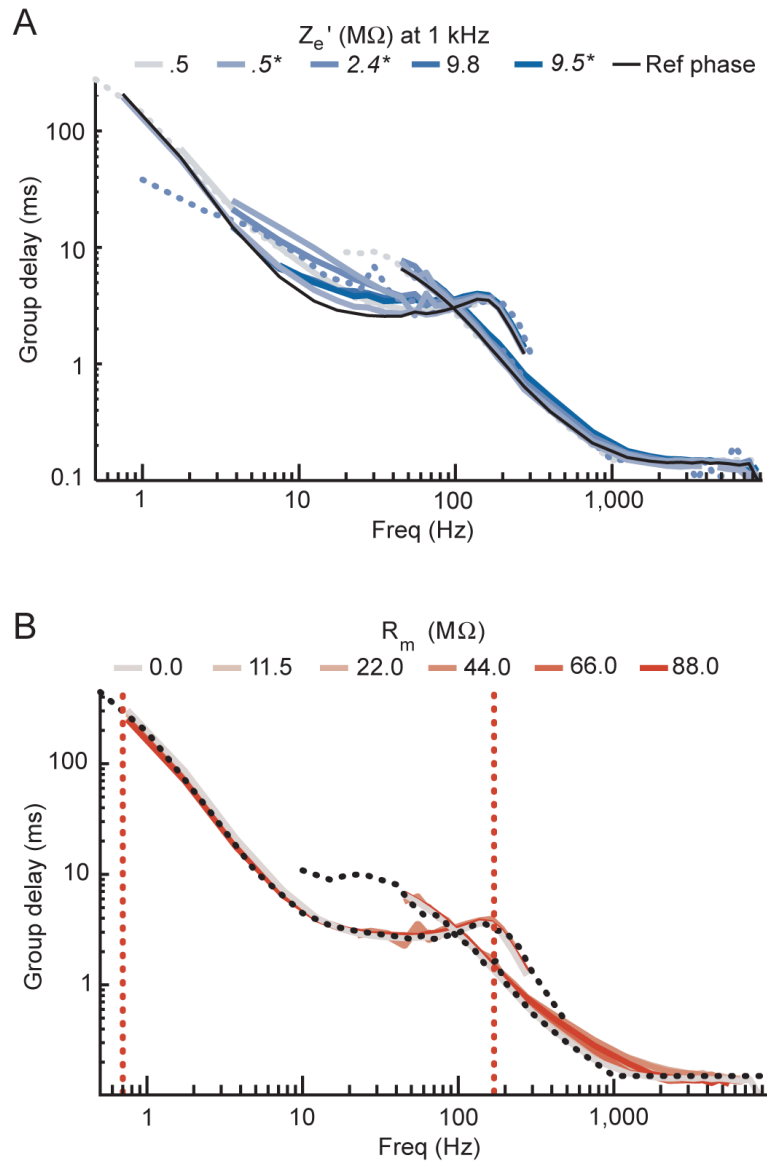 A
Zₑ' (MΩ) at 1 kHz
.5 .5* 2.4* 9.8 9.5* Ref phase
100
10
1
0.1
Group delay (ms)
1 10 100 1,000
Freq (Hz)
B
R_m (MΩ)
0.0 11.5 22.0 44.0 66.0 88.0
100
10
1
Group delay (ms)
1 10 100 1,000
Freq (Hz)